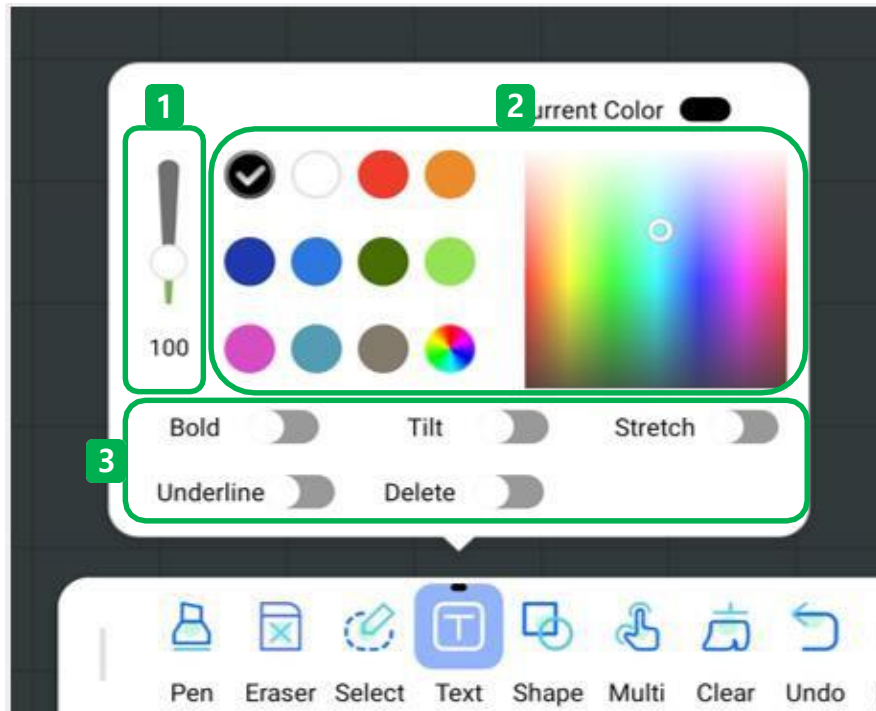 1
2 urrent Color
100
Bold Tilt Stretch
3
Underline Delete
T
Pen Eraser Select Text Shape Multi Clear Undo